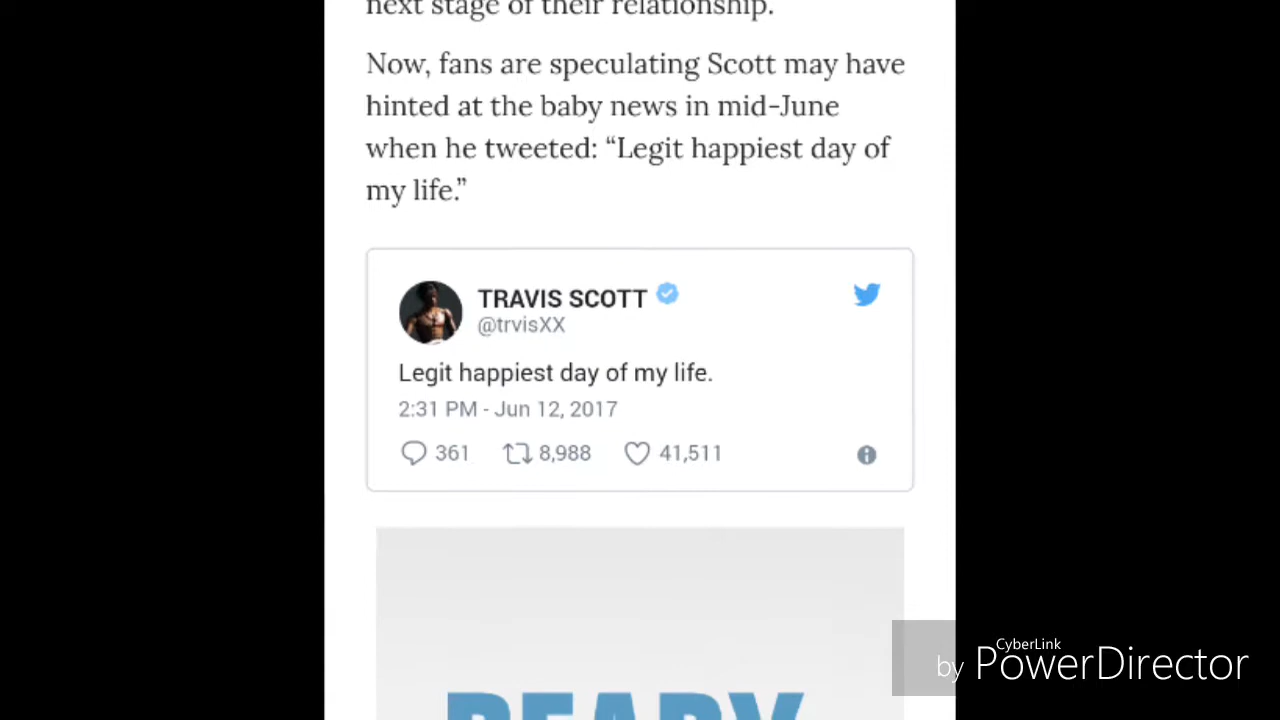 next stage of their relationship.
Now, fans are speculating Scott may have
hinted at the baby news in mid-June
when he tweeted: “Legit happiest day of
my life.”
TRAVIS SCOTT
@trvisXX
Legit happiest day of my life.
2:31 PM - Jun 12, 2017
361 8,988 41,511
READY
CyberLink
by PowerDirector